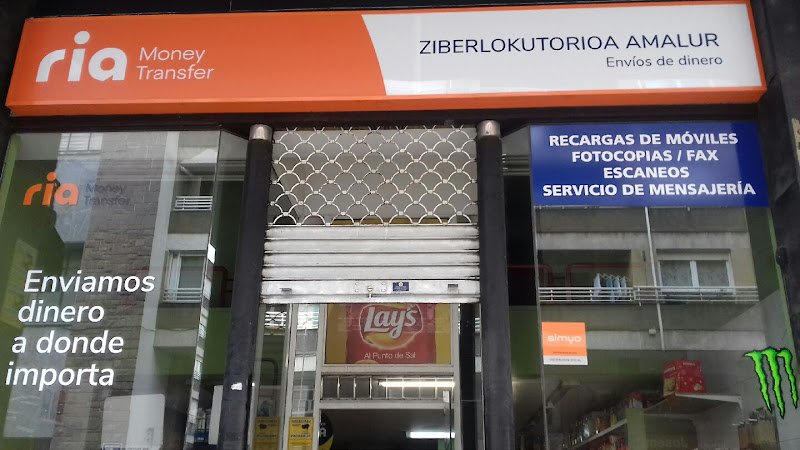 ria Money
Transfer
ZIBERLOKUTORIOA AMALUR
Envíos de dinero
RECARGAS DE MÓVILES
FOTOCOPIAS / FAX
ESCANEOS
SERVICIO DE MENSAJERÍA
ria Money
Transfer
Enviamos
dinero
a donde
importa
Lay's
Al Punto de Sal
simyo